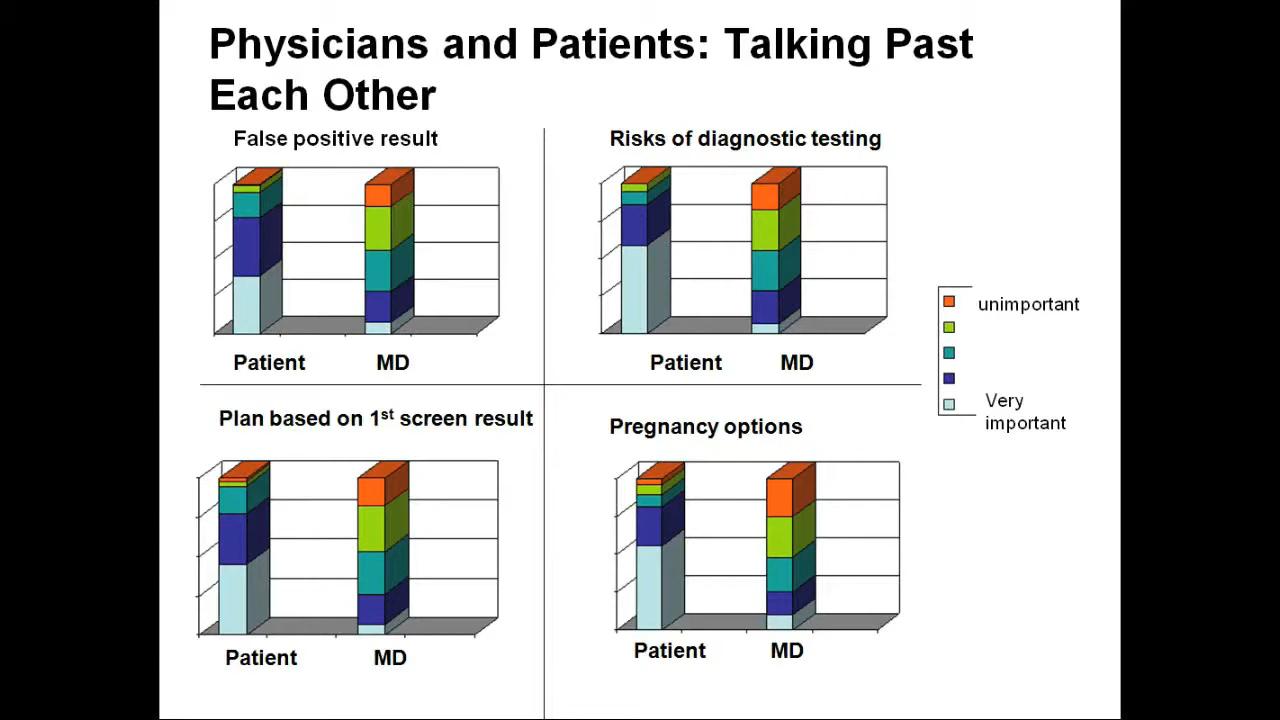 Physicians and Patients: Talking Past
Each Other
False positive result
Risks of diagnostic testing
Patient
MD
Patient
MD
unimportant
Very
important
Plan based on 1st screen result
Pregnancy options
Patient
MD
Patient
MD